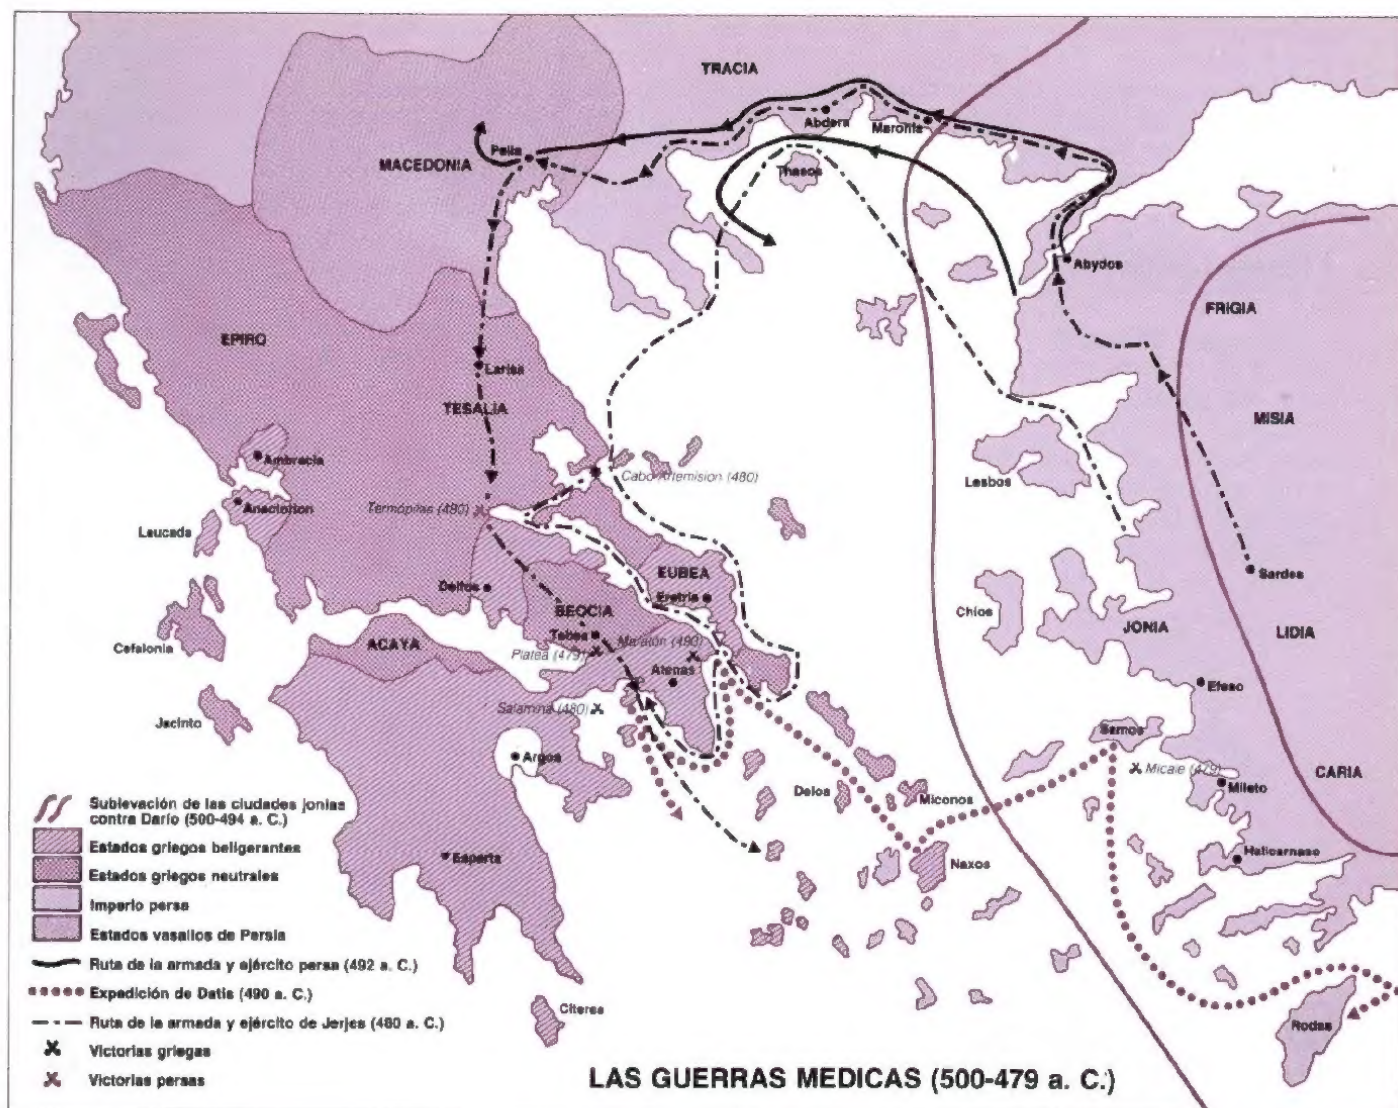 TRACIA
Abdera
Maronia
Pella
MACEDONIA
Thasos
Abydos
FRIGIA
EPIRO
Larisa
TESALIA
MISIA
Ambracia
Cabo Artemision (480)
Lesbos
Anactorion
Termópilas (480)
Leucada
EUBEA
Sardes
Delfos
Eretria
BEOCIA
Chios
JONIA
LIDIA
Tebas
Maratón (490)
Cefalonia
ACAYA
Platea (479)
Atenas
Efeso
Salamina (480)
Jacinto
Samos
Argos
Micale (479)
CARIA
Delos
Miconos
Mileto
Sublevación de las ciudades jonias
contra Darío (500-494 a. C.)
Estados griegos beligerantes
Esparta
Naxos
Halicarnaso
Estados griegos neutrales
Imperio persa
Estados vasallos de Persia
Ruta de la armada y ejército persa (492 a. C.)
Expedición de Datis (490 a. C.)
Citerea
Ruta de la armada y ejército de Jerjes (480 a. C.)
Rodas
Victorias griegas
Victorias persas
LAS GUERRAS MEDICAS (500-479 a. C.)